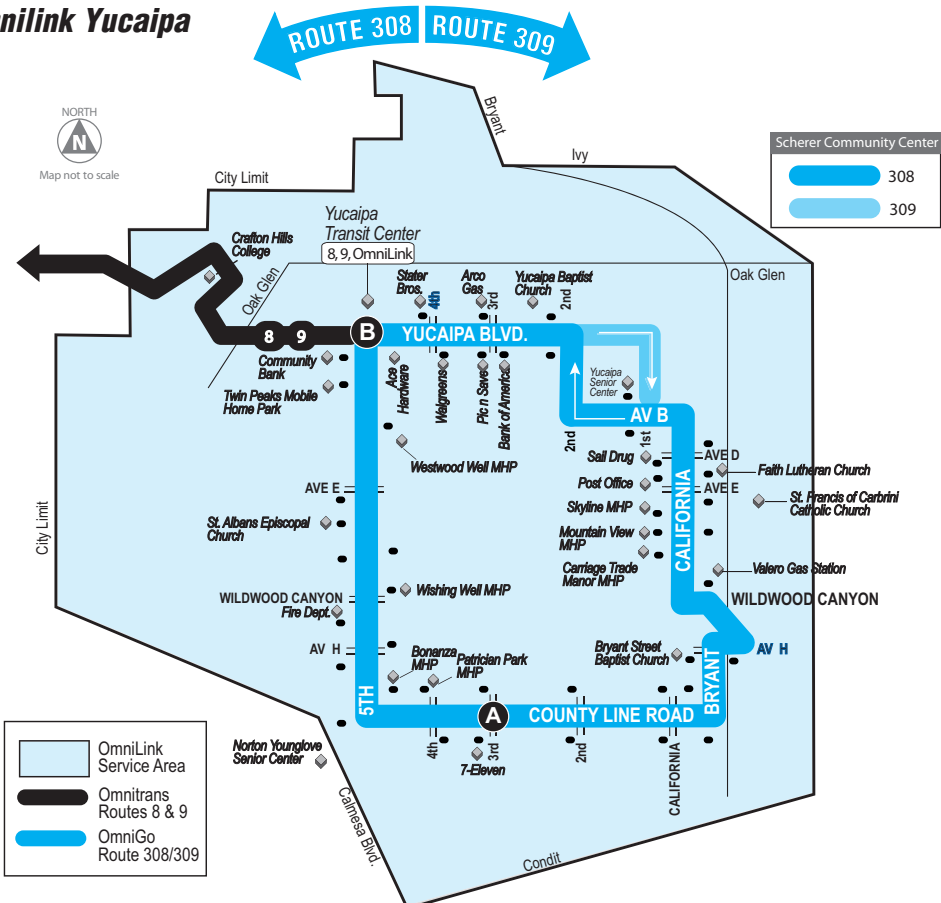 nilink Yucaipa
ROUTE 308
ROUTE 309
NORTH
N
Map not to scale
Bryant
Ivy
City Limit
Scherer Community Center
308
309
Yucaipa
Transit Center
8, 9, OmniLink
Crafton Hills
College
Oak Glen
Stater
Bros.
4th
Arco
Gas
3rd
Yucaipa Baptist
Church
2nd
Oak Glen
8
9
B
YUCAIPA BLVD.
Community
Bank
Twin Peaks Mobile
Home Park
Ace
Hardware
Walgreens
Pic n Save
Bank of America
Yucaipa
Senior
Center
AV B
2nd
1st
Westwood Well MHP
Sail Drug
AVE D
Faith Lutheran Church
AVE E
Post Office
AVE E
St. Francis of Carbrini
Catholic Church
Skyline MHP
CALIFORNIA
St. Albans Episcopal
Church
Mountain View
MHP
City Limit
Carriage Trade
Manor MHP
Valero Gas Station
Wishing Well MHP
WILDWOOD CANYON
WILDWOOD CANYON
Fire Dept.
AV H
Bonanza
MHP
Patrician Park
MHP
Bryant Street
Baptist Church
AV H
BRYANT
5TH
A
COUNTY LINE ROAD
4th
3rd
2nd
CALIFORNIA
7-Eleven
Norton Younglove
Senior Center
Calmesa Blvd.
Condit
OmniLink
Service Area
Omnitrans
Routes 8 & 9
OmniGo
Route 308/309